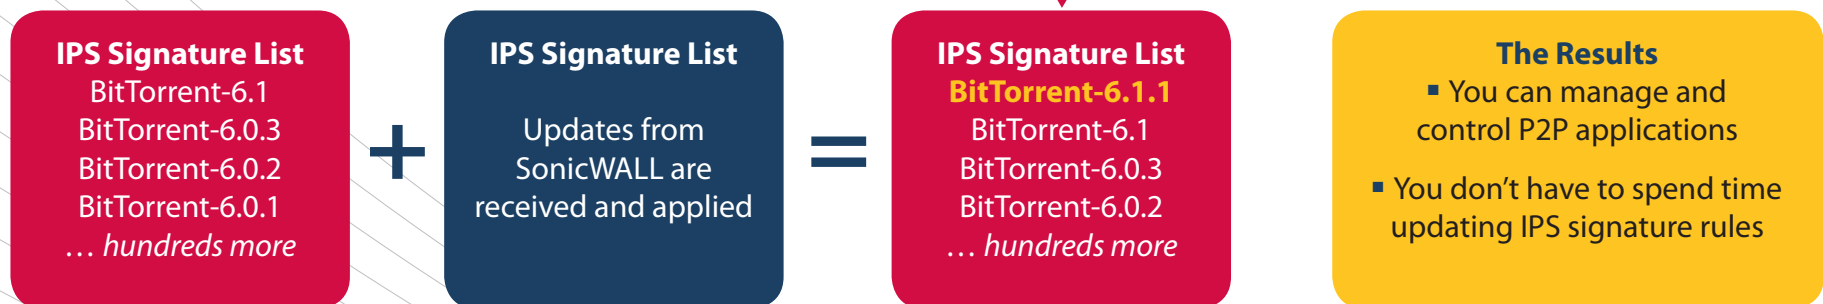 IPS Signature List
BitTorrent-6.1
BitTorrent-6.0.3
BitTorrent-6.0.2
BitTorrent-6.0.1
… hundreds more
+
IPS Signature List
Updates from
SonicWALL are
received and applied
=
IPS Signature List
BitTorrent-6.1.1
BitTorrent-6.1
BitTorrent-6.0.3
BitTorrent-6.0.2
… hundreds more
The Results
▪ You can manage and
control P2P applications
▪ You don’t have to spend time
updating IPS signature rules